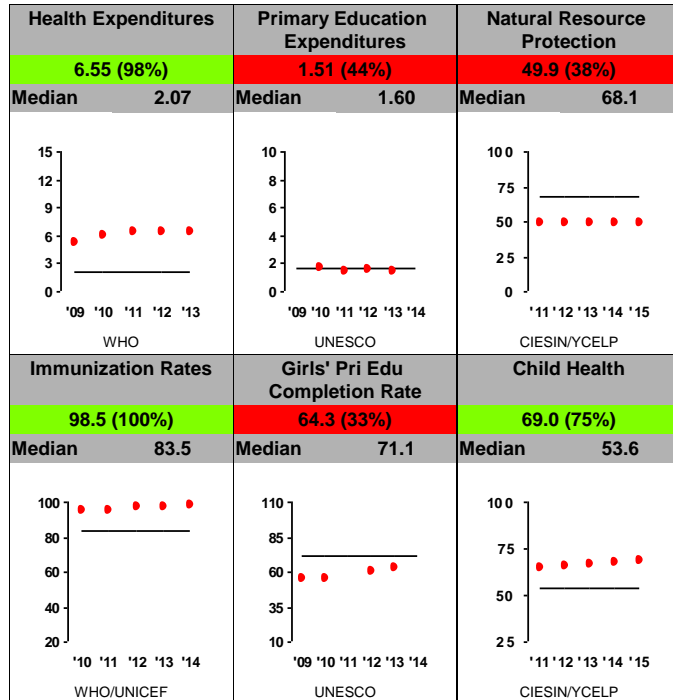 Health Expenditures
6.55 (98%)
Median 2.07
15
12
9
6
3
0
'09 '10 '11 '12 '13
WHO
Primary Education
Expenditures
1.51 (44%)
Median 1.60
10
8
6
4
2
0
'09 '10 '11 '12 '13 '14
UNESCO
Natural Resource
Protection
49.9 (38%)
Median 68.1
100
75
50
25
0
'11 '12 '13 '14 '15
CIESIN/YCELP
Immunization Rates
98.5 (100%)
Median 83.5
100
80
60
40
20
'10 '11 '12 '13 '14
WHO/UNICEF
Girls' Pri Edu
Completion Rate
64.3 (33%)
Median 71.1
110
85
60
35
10
'09 '10 '11 '12 '13 '14
UNESCO
Child Health
69.0 (75%)
Median 53.6
100
75
50
25
'11 '12 '13 '14 '15
CIESIN/YCELP